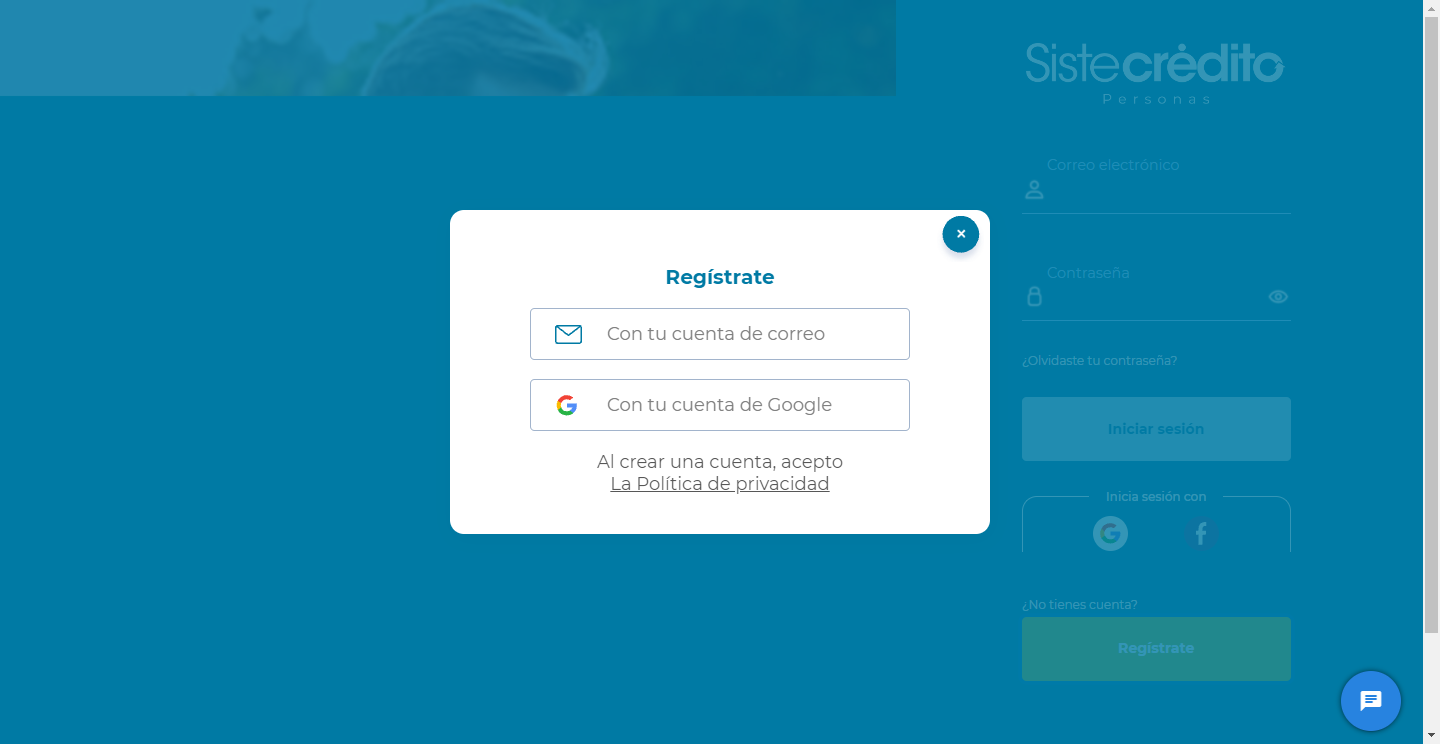 Sistecrédito
Personas
Correo electrónico
Contraseña
¿Olvidaste tu contraseña?
Iniciar sesión
Inicia sesión con
¿No tienes cuenta?
Regístrate
×
Regístrate
Con tu cuenta de correo
Con tu cuenta de Google
Al crear una cuenta, acepto
La Política de privacidad